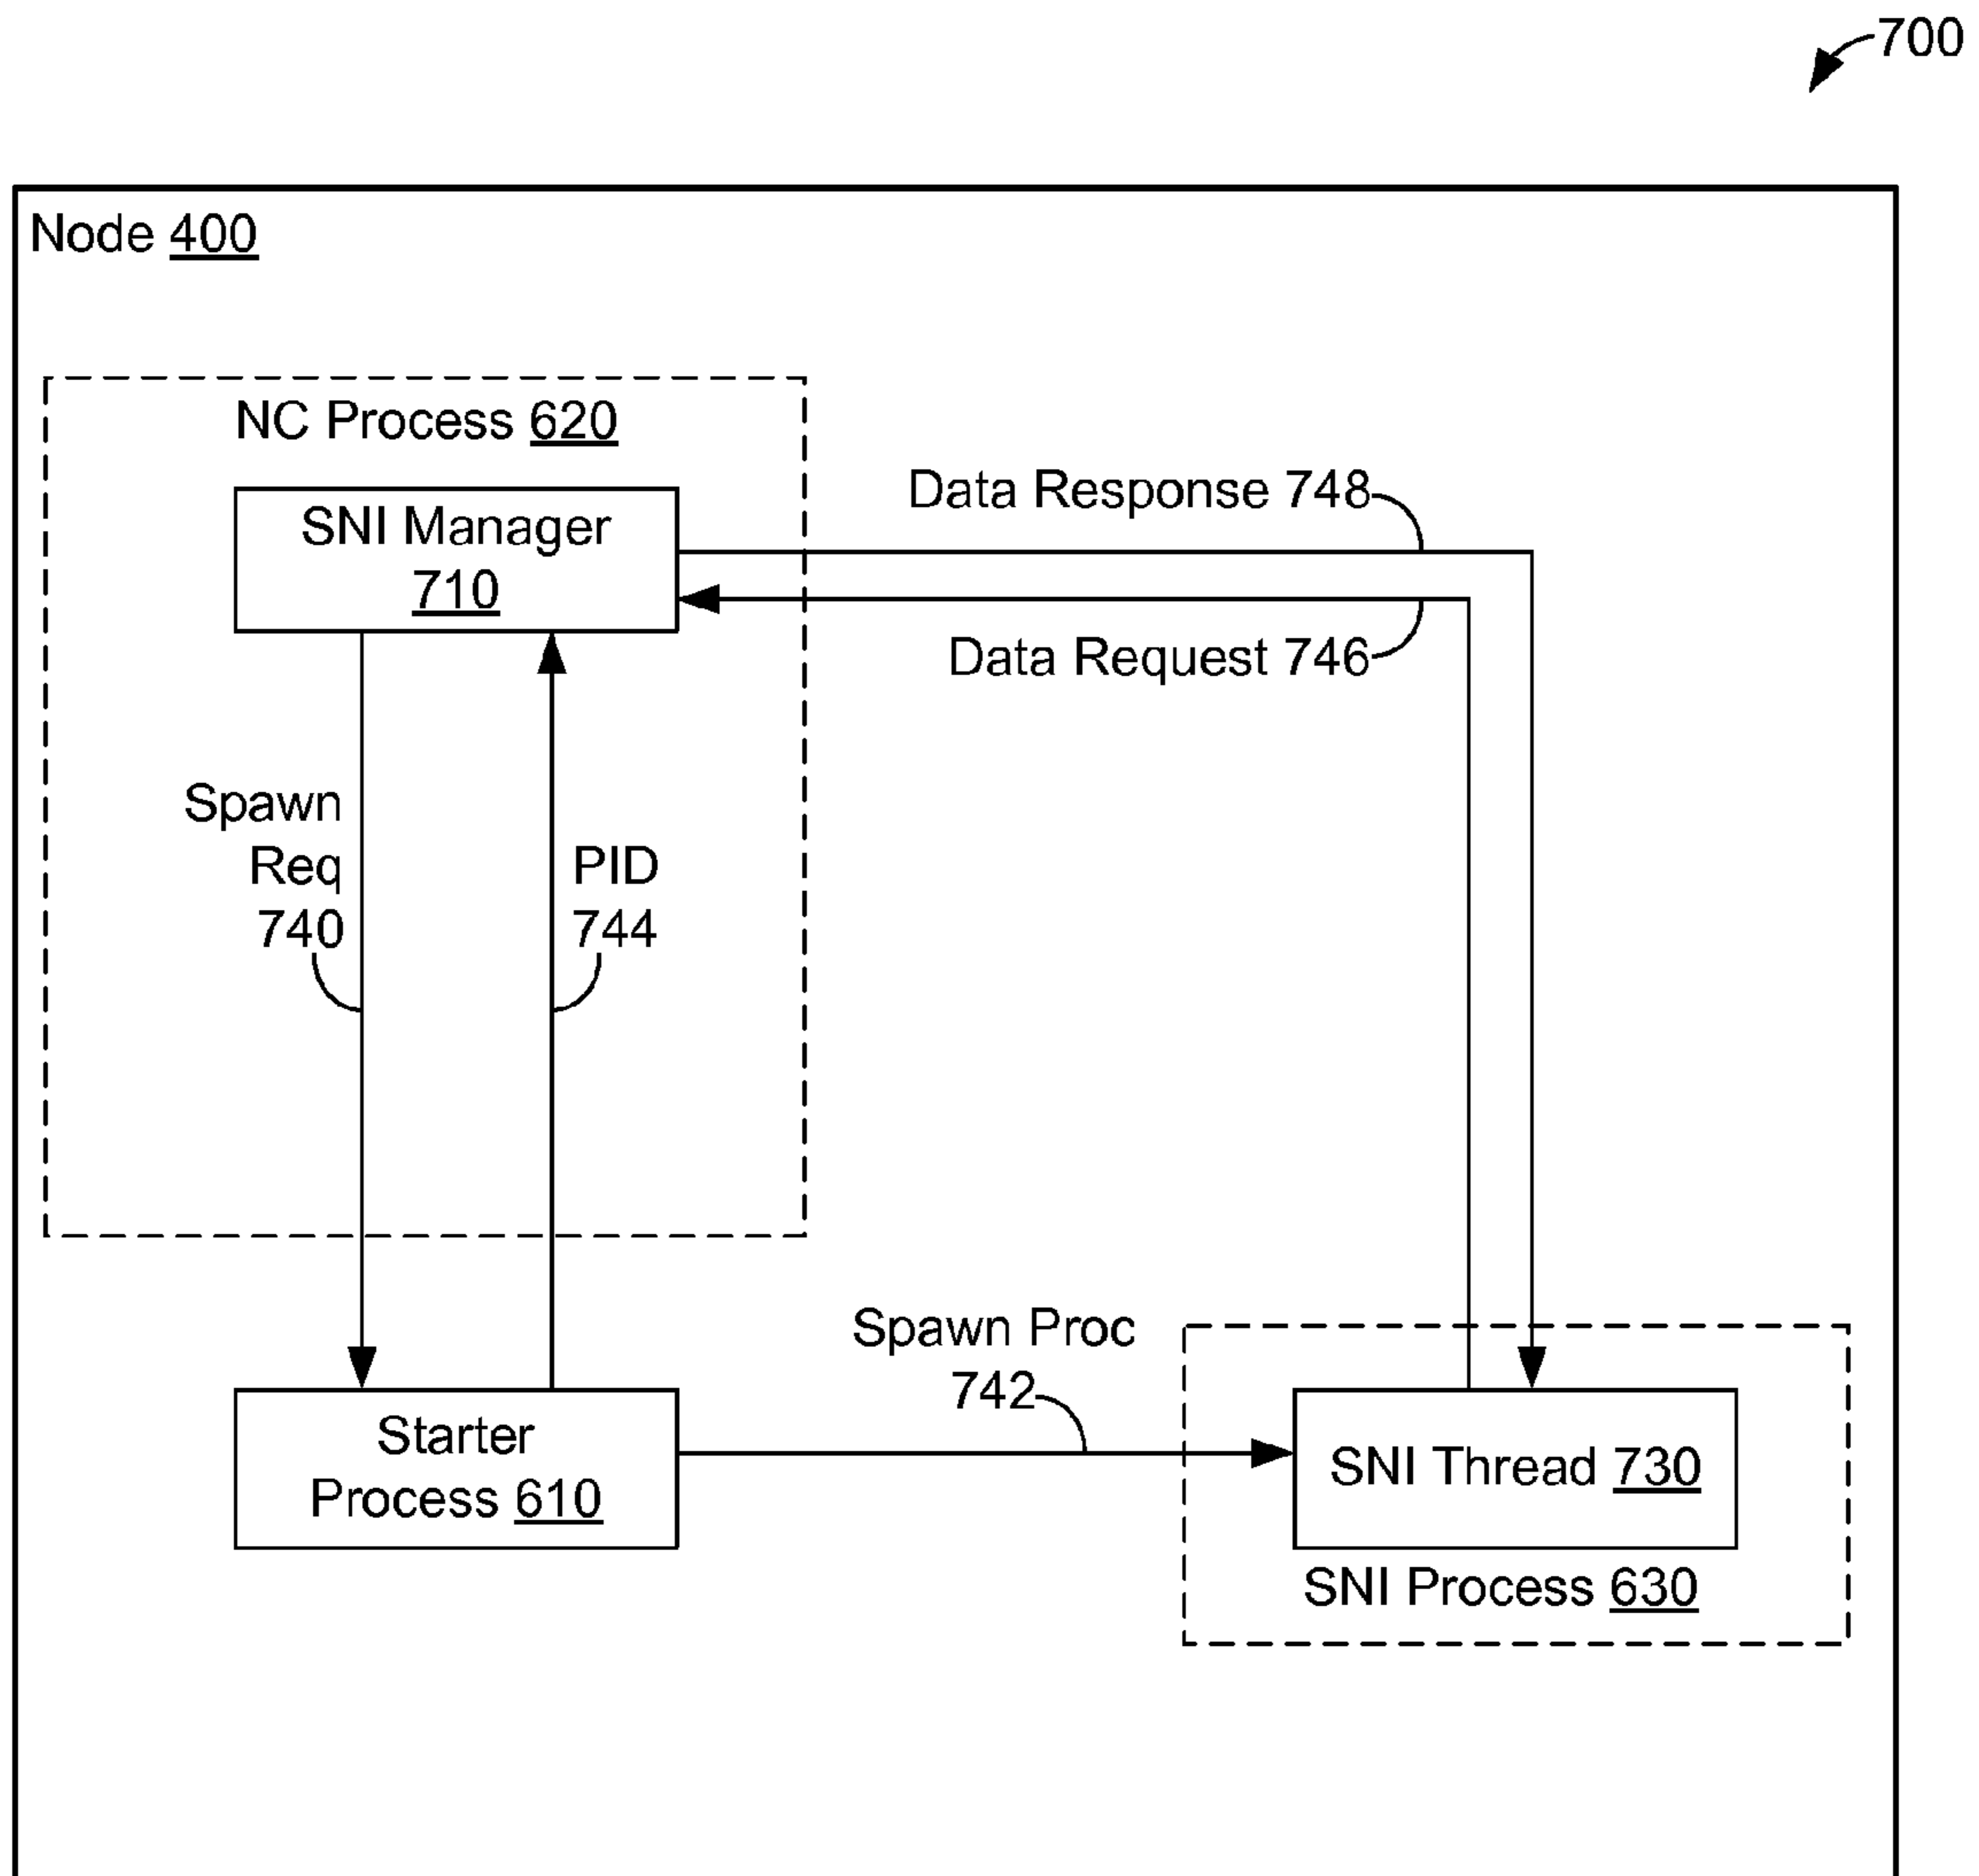 700
Node 400
NC Process 620
SNI Manager
710
Data Response 748
Data Request 746
Spawn
Req
740
PID
744
Spawn Proc
742
Starter
Process 610
SNI Thread 730
SNI Process 630